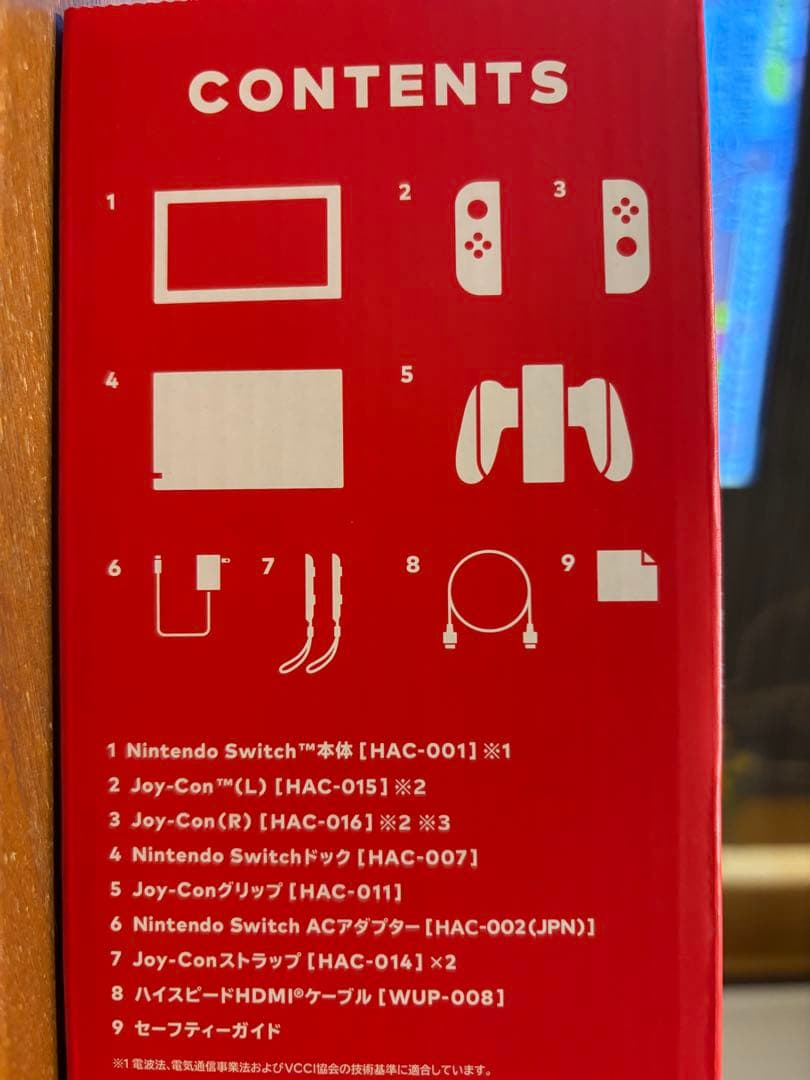 CONTENTS
1
2
3
4
5
6
7
8
9
1 Nintendo Switch™本体 [HAC-001] ※1
2 Joy-Con™(L) [HAC-015] ※2
3 Joy-Con(R) [HAC-016] ※2 ※3
4 Nintendo Switchドック [HAC-007]
5 Joy-Conグリップ [HAC-011]
6 Nintendo Switch ACアダプター [HAC-002(JPN)]
7 Joy-Conストラップ [HAC-014] ×2
8 ハイスピードHDMI®ケーブル [WUP-008]
9 セーフティーガイド
※1 電波法、電気通信事業法およびVCCI協会の技術基準に適合しています。